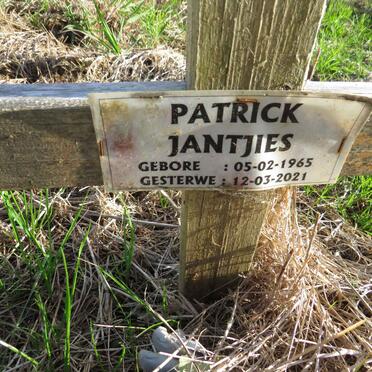 PATRICK
JANTJIES
GEBORE : 05-02-1965
GESTERWE : 12-03-2021